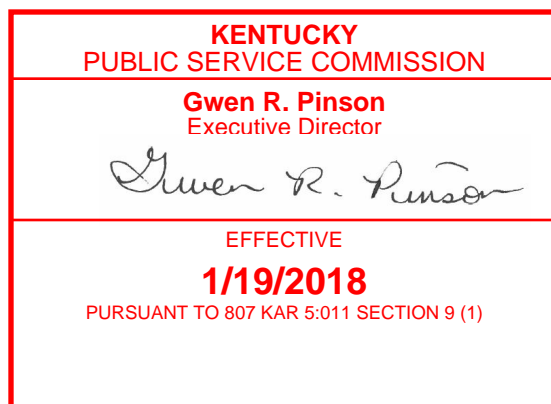 KENTUCKY
PUBLIC SERVICE COMMISSION
Gwen R. Pinson
Executive Director
Gwen R. Pinson
EFFECTIVE
1/19/2018
PURSUANT TO 807 KAR 5:011 SECTION 9 (1)